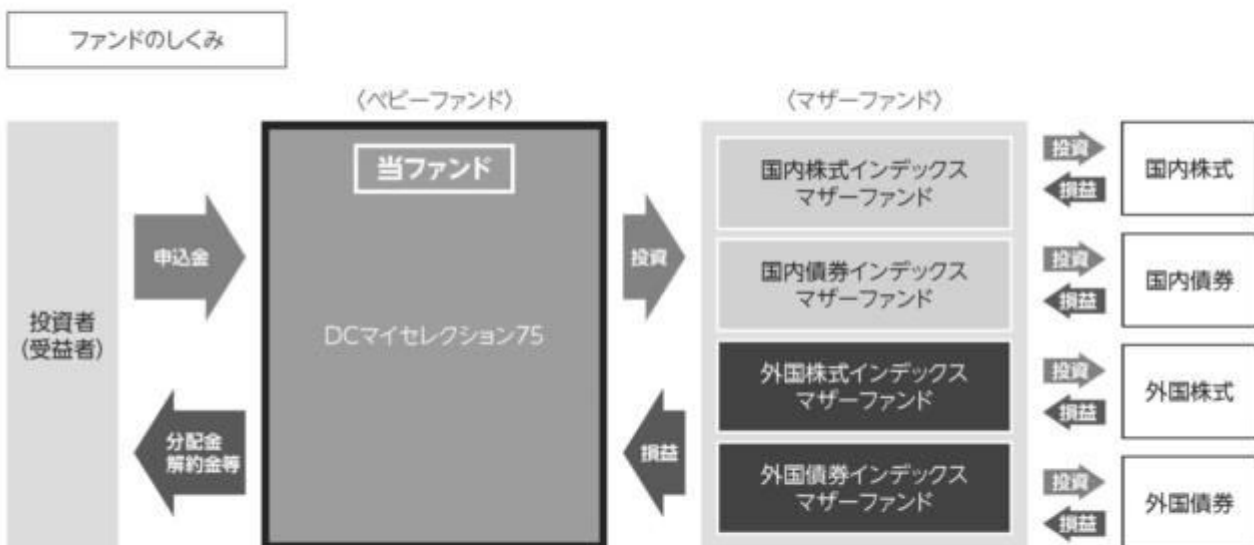 ファンドのしくみ
〈ベビーファンド〉
〈マザーファンド〉
投資者
(受益者)
申込金
分配金
解約金等
当ファンド
DCマイセレクション75
投資
損益
国内株式インデックス
マザーファンド
国内債券インデックス
マザーファンド
外国株式インデックス
マザーファンド
外国債券インデックス
マザーファンド
投資
損益
国内株式
投資
損益
国内債券
投資
損益
外国株式
投資
損益
外国債券